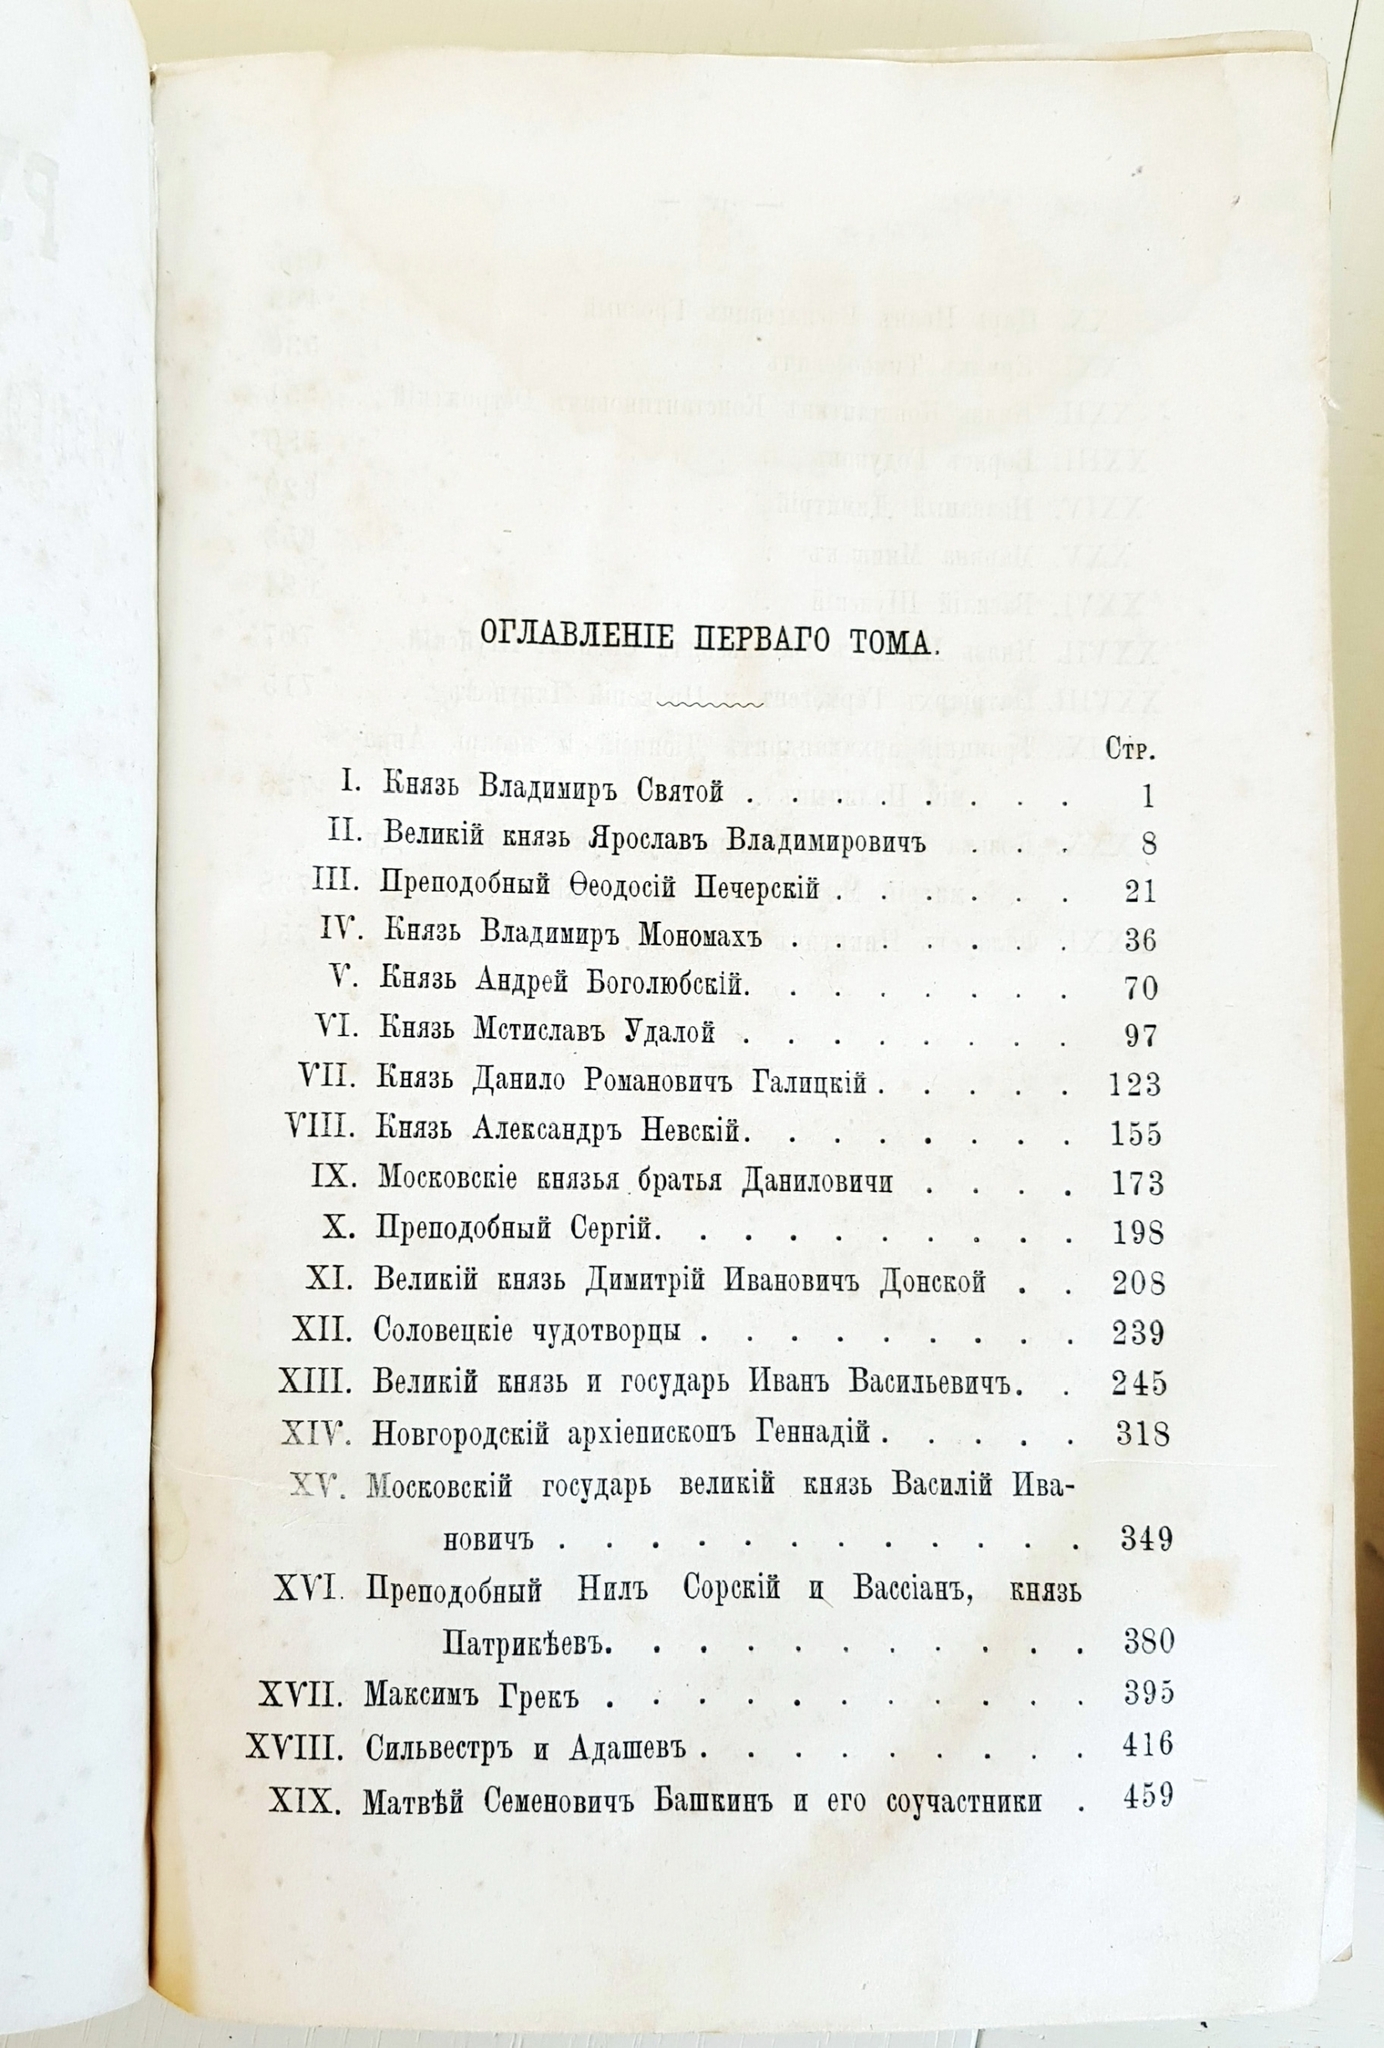 ОГЛАВЛЕНІЕ ПЕРВАГО ТОМА.
Стр.
I. Князь Владимиръ Святой . . . . . . . . 1
II. Великій князь Ярославъ Владимировичъ . . . 8
III. Преподобный Ѳеодосій Печерскій . . . . . . 21
IV. Князь Владимиръ Мономахъ . . . . . . . 36
V. Князь Андрей Боголюбскій. . . . . . . . 70
VI. Князь Мстиславъ Удалой . . . . . . . . 97
VII. Князь Данило Романовичъ Галицкій . . . . . 123
VIII. Князь Александръ Невскій. . . . . . . . 155
IX. Московскіе князья братья Даниловичи . . . . 173
X. Преподобный Сергій. . . . . . . . . . 198
XI. Великій князь Димитрій Ивановичъ Донской . . 208
XII. Соловецкіе чудотворцы . . . . . . . . . 239
XIII. Великій князь и государь Иванъ Васильевичъ. . 245
XIV. Новгородскій архіепископъ Геннадій . . . . . 318
XV. Московскій государь великій князь Василій Ива-
новичъ . . . . . . . . . . . . 349
XVI. Преподобный Нилъ Сорскій и Вассіанъ, князь
Патрикѣевъ. . . . . . . . . . . 380
XVII. Максимъ Грекъ . . . . . . . . . . . 395
XVIII. Сильвестръ и Адашевъ . . . . . . . . . 416
XIX. Матвѣй Семеновичъ Башкинъ и его соучастники . 459